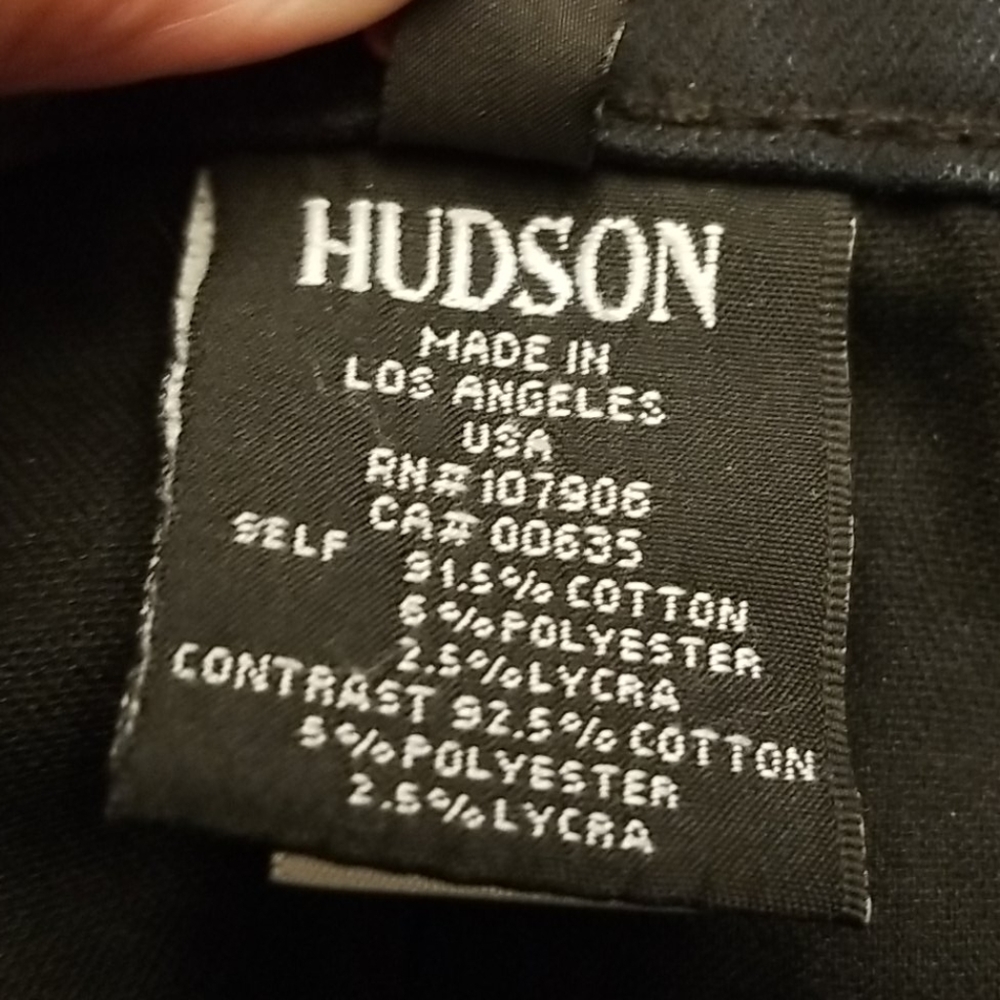 HUDSON
MADE IN
LOS ANGELES
USA
RN# 107906
CA# 00635
SELF 91.5% COTTON
6% POLYESTER
2.5% LYCRA
CONTRAST 92.5% COTTON
5% POLYESTER
2.5% LYCRA